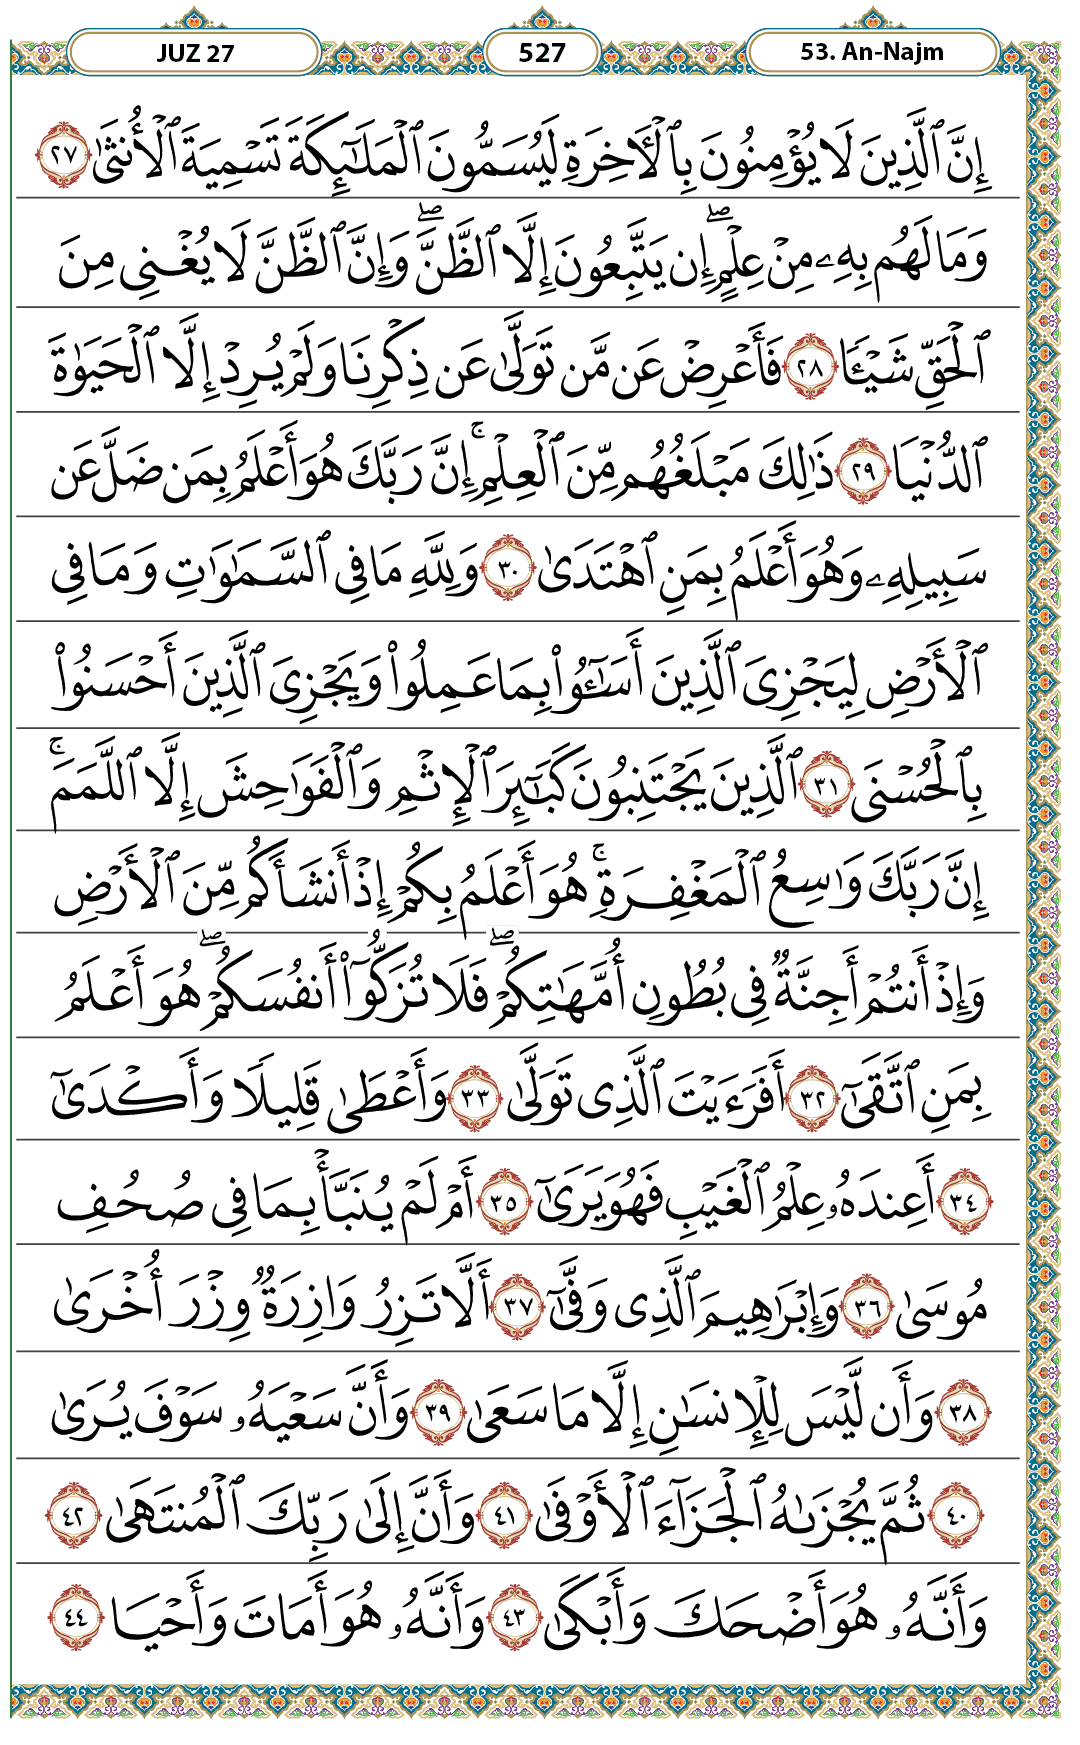 JUZ 27
527
53. An-Najm
إِنَّ ٱلَّذِينَ لَا يُؤْمِنُونَ بِٱلْـَٔاخِرَةِ لَيُسَمُّونَ ٱلْمَلَـٰٓئِكَةَ تَسْمِيَةَ ٱلْأُنثَىٰ ٢٧
وَمَا لَهُم بِهِۦ مِنْ عِلْمٍ ۖ إِن يَتَّبِعُونَ إِلَّا ٱلظَّنَّ ۖ وَإِنَّ ٱلظَّنَّ لَا يُغْنِى مِنَ
ٱلْحَقِّ شَيْـًٔا ٢٨ فَأَعْرِضْ عَن مَّن تَوَلَّىٰ عَن ذِكْرِنَا وَلَمْ يُرِدْ إِلَّا ٱلْحَيَوٰةَ
ٱلدُّنْيَا ٢٩ ذَٰلِكَ مَبْلَغُهُم مِّنَ ٱلْعِلْمِ ۚ إِنَّ رَبَّكَ هُوَ أَعْلَمُ بِمَن ضَلَّ عَن
سَبِيلِهِۦ وَهُوَ أَعْلَمُ بِمَنِ ٱهْتَدَىٰ ٣٠ وَلِلَّهِ مَا فِى ٱلسَّمَـٰوَٰتِ وَمَا فِى
ٱلْأَرْضِ لِيَجْزِىَ ٱلَّذِينَ أَسَـٰٓـُٔوا۟ بِمَا عَمِلُوا۟ وَيَجْزِىَ ٱلَّذِينَ أَحْسَنُوا۟
بِٱلْحُسْنَى ٣١ ٱلَّذِينَ يَجْتَنِبُونَ كَبَـٰٓئِرَ ٱلْإِثْمِ وَٱلْفَوَٰحِشَ إِلَّا ٱللَّمَمَ ۚ
إِنَّ رَبَّكَ وَٰسِعُ ٱلْمَغْفِرَةِ ۚ هُوَ أَعْلَمُ بِكُمْ إِذْ أَنشَأَكُم مِّنَ ٱلْأَرْضِ
وَإِذْ أَنتُمْ أَجِنَّةٌ فِى بُطُونِ أُمَّهَـٰتِكُمْ ۖ فَلَا تُزَكُّوٓا۟ أَنفُسَكُمْ ۖ هُوَ أَعْلَمُ
بِمَنِ ٱتَّقَىٰٓ ٣٢ أَفَرَءَيْتَ ٱلَّذِى تَوَلَّىٰ ٣٣ وَأَعْطَىٰ قَلِيلًا وَأَكْدَىٰٓ
٣٤ أَعِندَهُۥ عِلْمُ ٱلْغَيْبِ فَهُوَ يَرَىٰٓ ٣٥ أَمْ لَمْ يُنَبَّأْ بِمَا فِى صُحُفِ
مُوسَىٰ ٣٦ وَإِبْرَٰهِيمَ ٱلَّذِى وَفَّىٰٓ ٣٧ أَلَّا تَزِرُ وَازِرَةٌ وِزْرَ أُخْرَىٰ
٣٨ وَأَن لَّيْسَ لِلْإِنسَـٰنِ إِلَّا مَا سَعَىٰ ٣٩ وَأَنَّ سَعْيَهُۥ سَوْفَ يُرَىٰ
٤٠ ثُمَّ يُجْزَىٰهُ ٱلْجَزَآءَ ٱلْأَوْفَىٰ ٤١ وَأَنَّ إِلَىٰ رَبِّكَ ٱلْمُنتَهَىٰ ٤٢
وَأَنَّهُۥ هُوَ أَضْحَكَ وَأَبْكَىٰ ٤٣ وَأَنَّهُۥ هُوَ أَمَاتَ وَأَحْيَا ٤٤